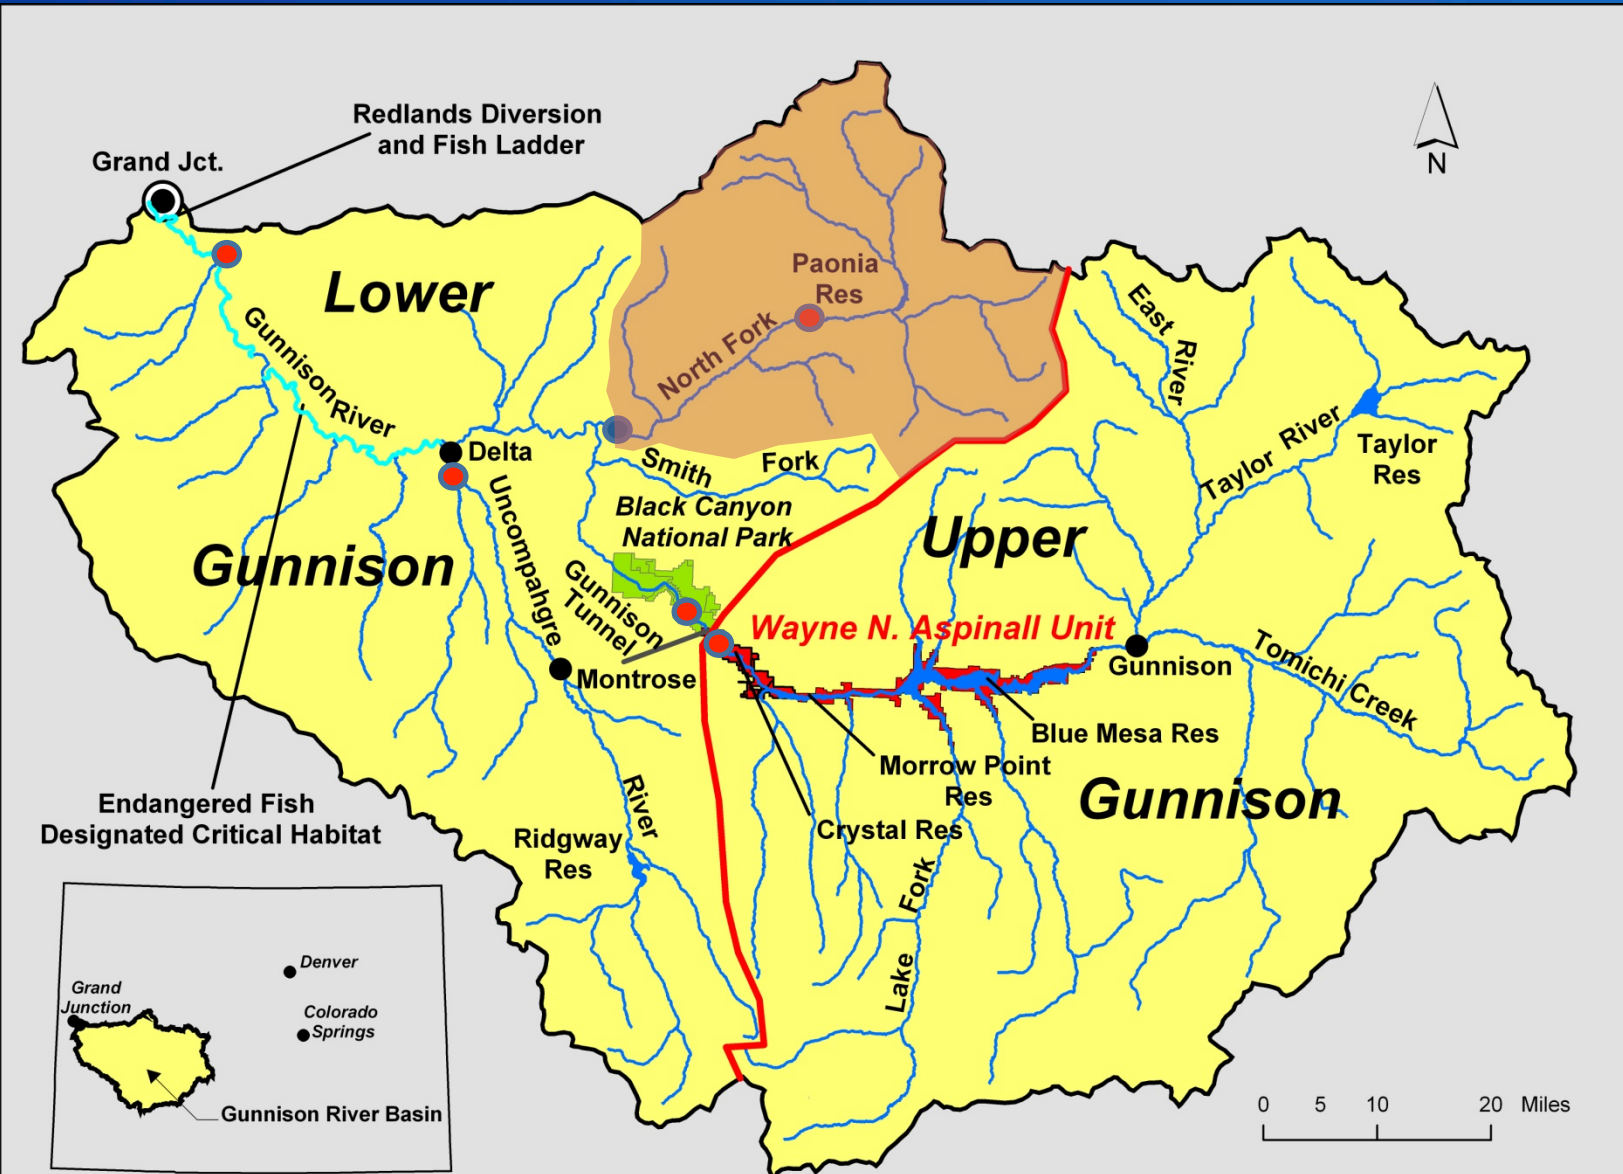 Redlands Diversion
and Fish Ladder
Grand Jct.
N
Lower
Paonia
Res
North Fork
East River
Gunnison River
Taylor River
Taylor
Res
Delta
Smith Fork
Uncompahgre
Black Canyon
National Park
Upper
Gunnison
Gunnison
Tunnel
Wayne N. Aspinall Unit
Gunnison
Tomichi Creek
Montrose
Blue Mesa Res
Morrow Point
Res
Gunnison
Crystal Res
River
Endangered Fish
Designated Critical Habitat
Ridgway
Res
Lake Fork
Denver
Grand
Junction
Colorado
Springs
Gunnison River Basin
0 5 10 20 Miles